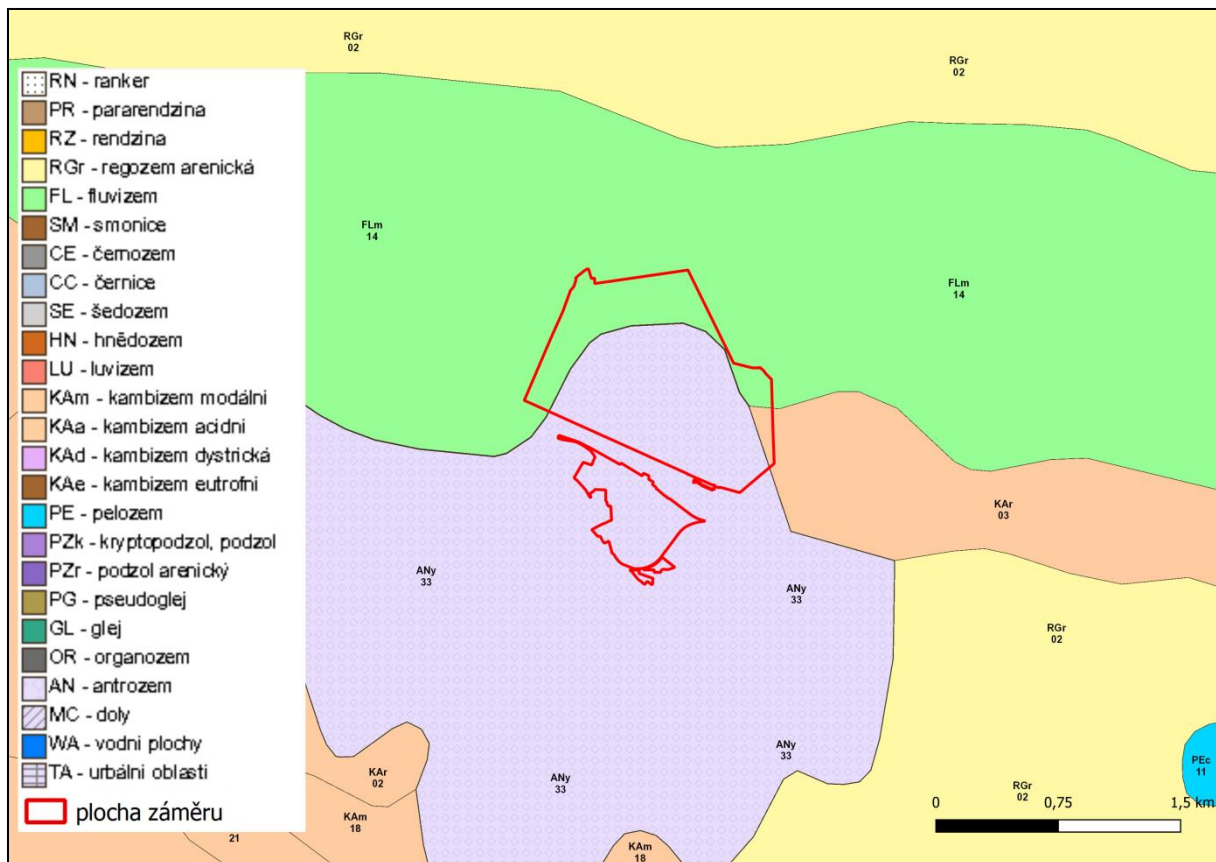 RGr
02
RGr
02
RN - ranker
PR - pararendzina
RZ - rendzina
RGr - regozem arenická
FL - fluvizem
SM - smonice
CE - černozem
CC - černice
SE - šedozem
HN - hnědozem
LU - luvizem
KAm - kambizem modální
KAa - kambizem acidní
KAd - kambizem dystrická
KAe - kambizem eutrofní
PE - pelozem
PZk - kryptopodzol, podzol
PZr - podzol arenický
PG - pseudoglej
GL - glej
OR - organozem
AN - antrozem
MC - doly
WA - vodní plochy
TA - urbální oblasti
plocha záměru
FLm
14
FLm
14
KAr
03
ANy
33
ANy
33
RGr
02
ANy
33
ANy
33
KAr
02
KAm
18
21
KAm
18
RGr
02
PEc
11
0 0,75 1,5 km